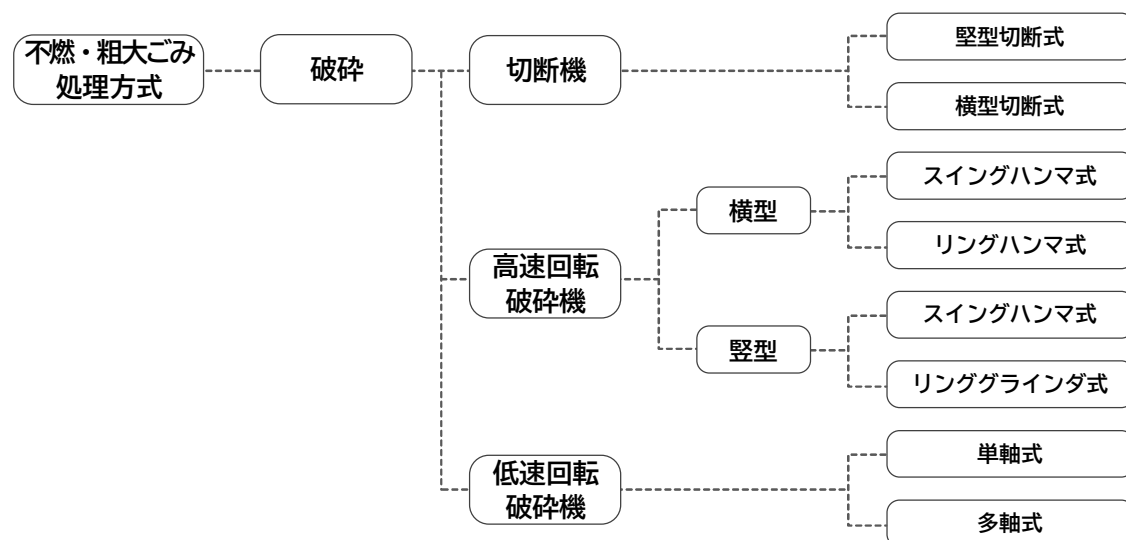 不燃・粗大ごみ
処理方式
破砕
切断機
堅型切断式
横型切断式
高速回転
破砕機
横型
スイングハンマ式
リングハンマ式
竪型
スイングハンマ式
リンググラインダ式
低速回転
破砕機
単軸式
多軸式